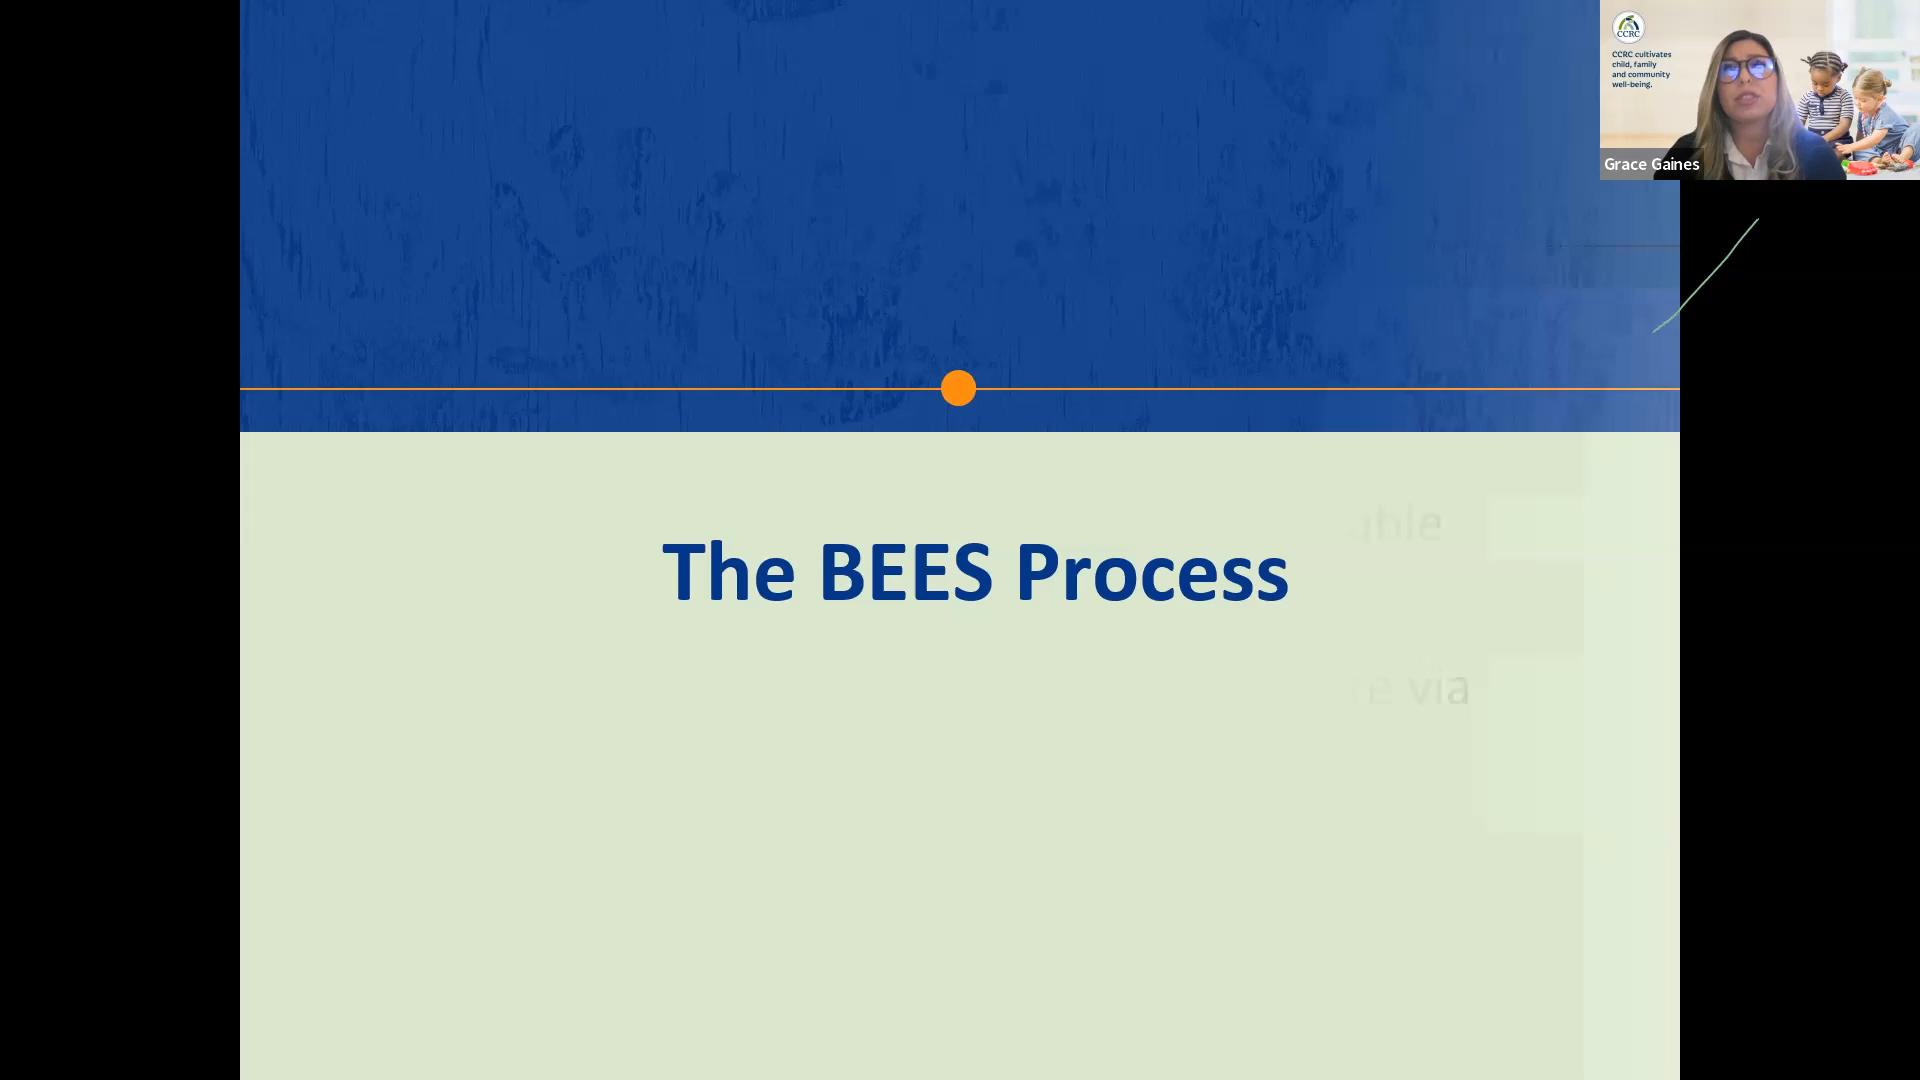 CCRC
CCRC cultivates
child, family
and community
well-being.
Grace Gaines
The BEES Process
via